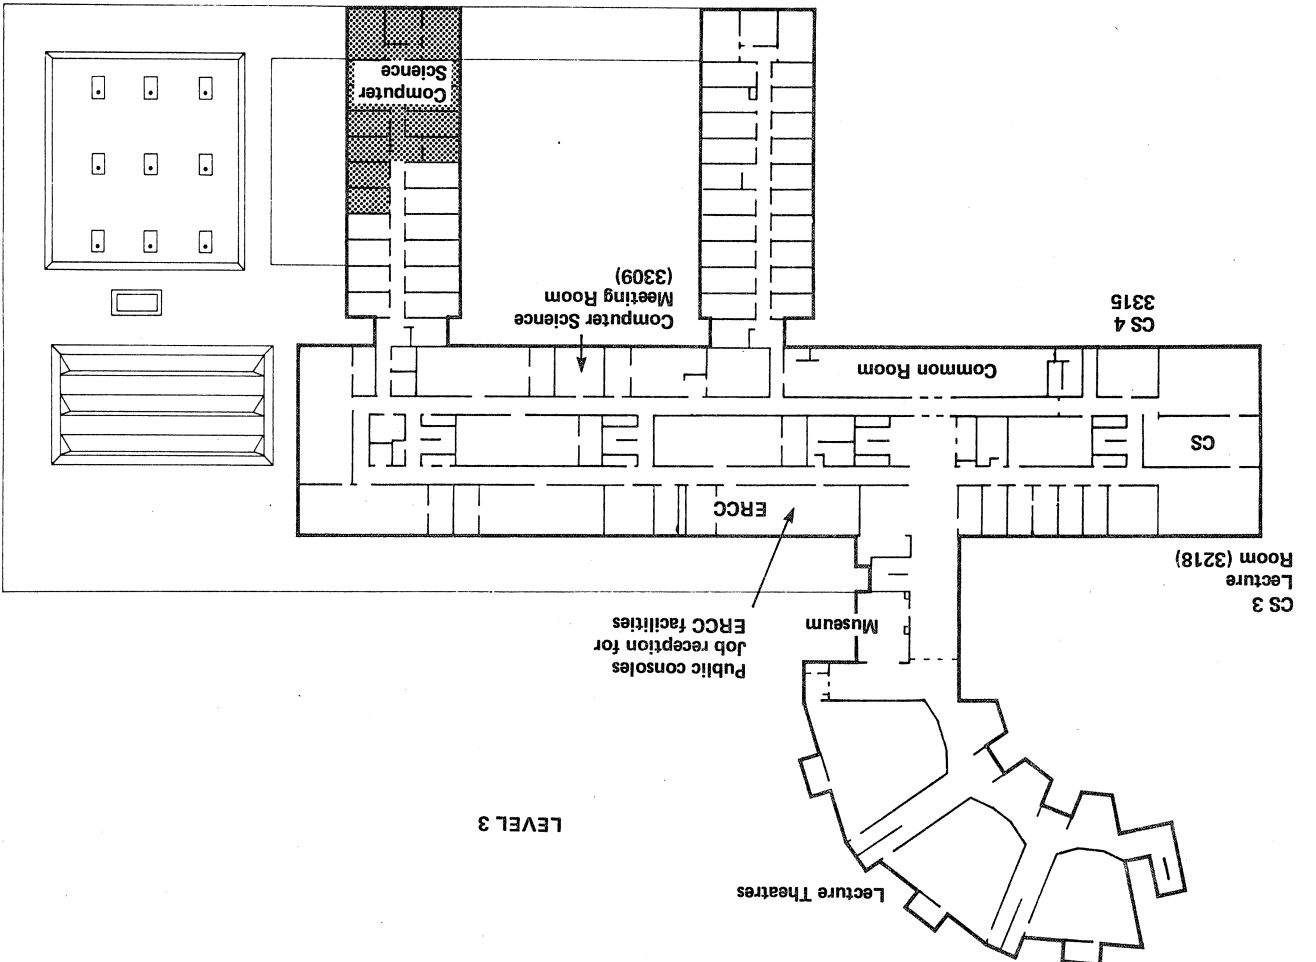 Lecture Theatres
LEVEL 3
Public consoles
Job reception for
ERCC facilities
Museum
CS 3
Lecture
Room (3218)
ERCC
CS
Common Room
CS 4
3315
Computer Science
Meeting Room
(3309)
Computer
Science